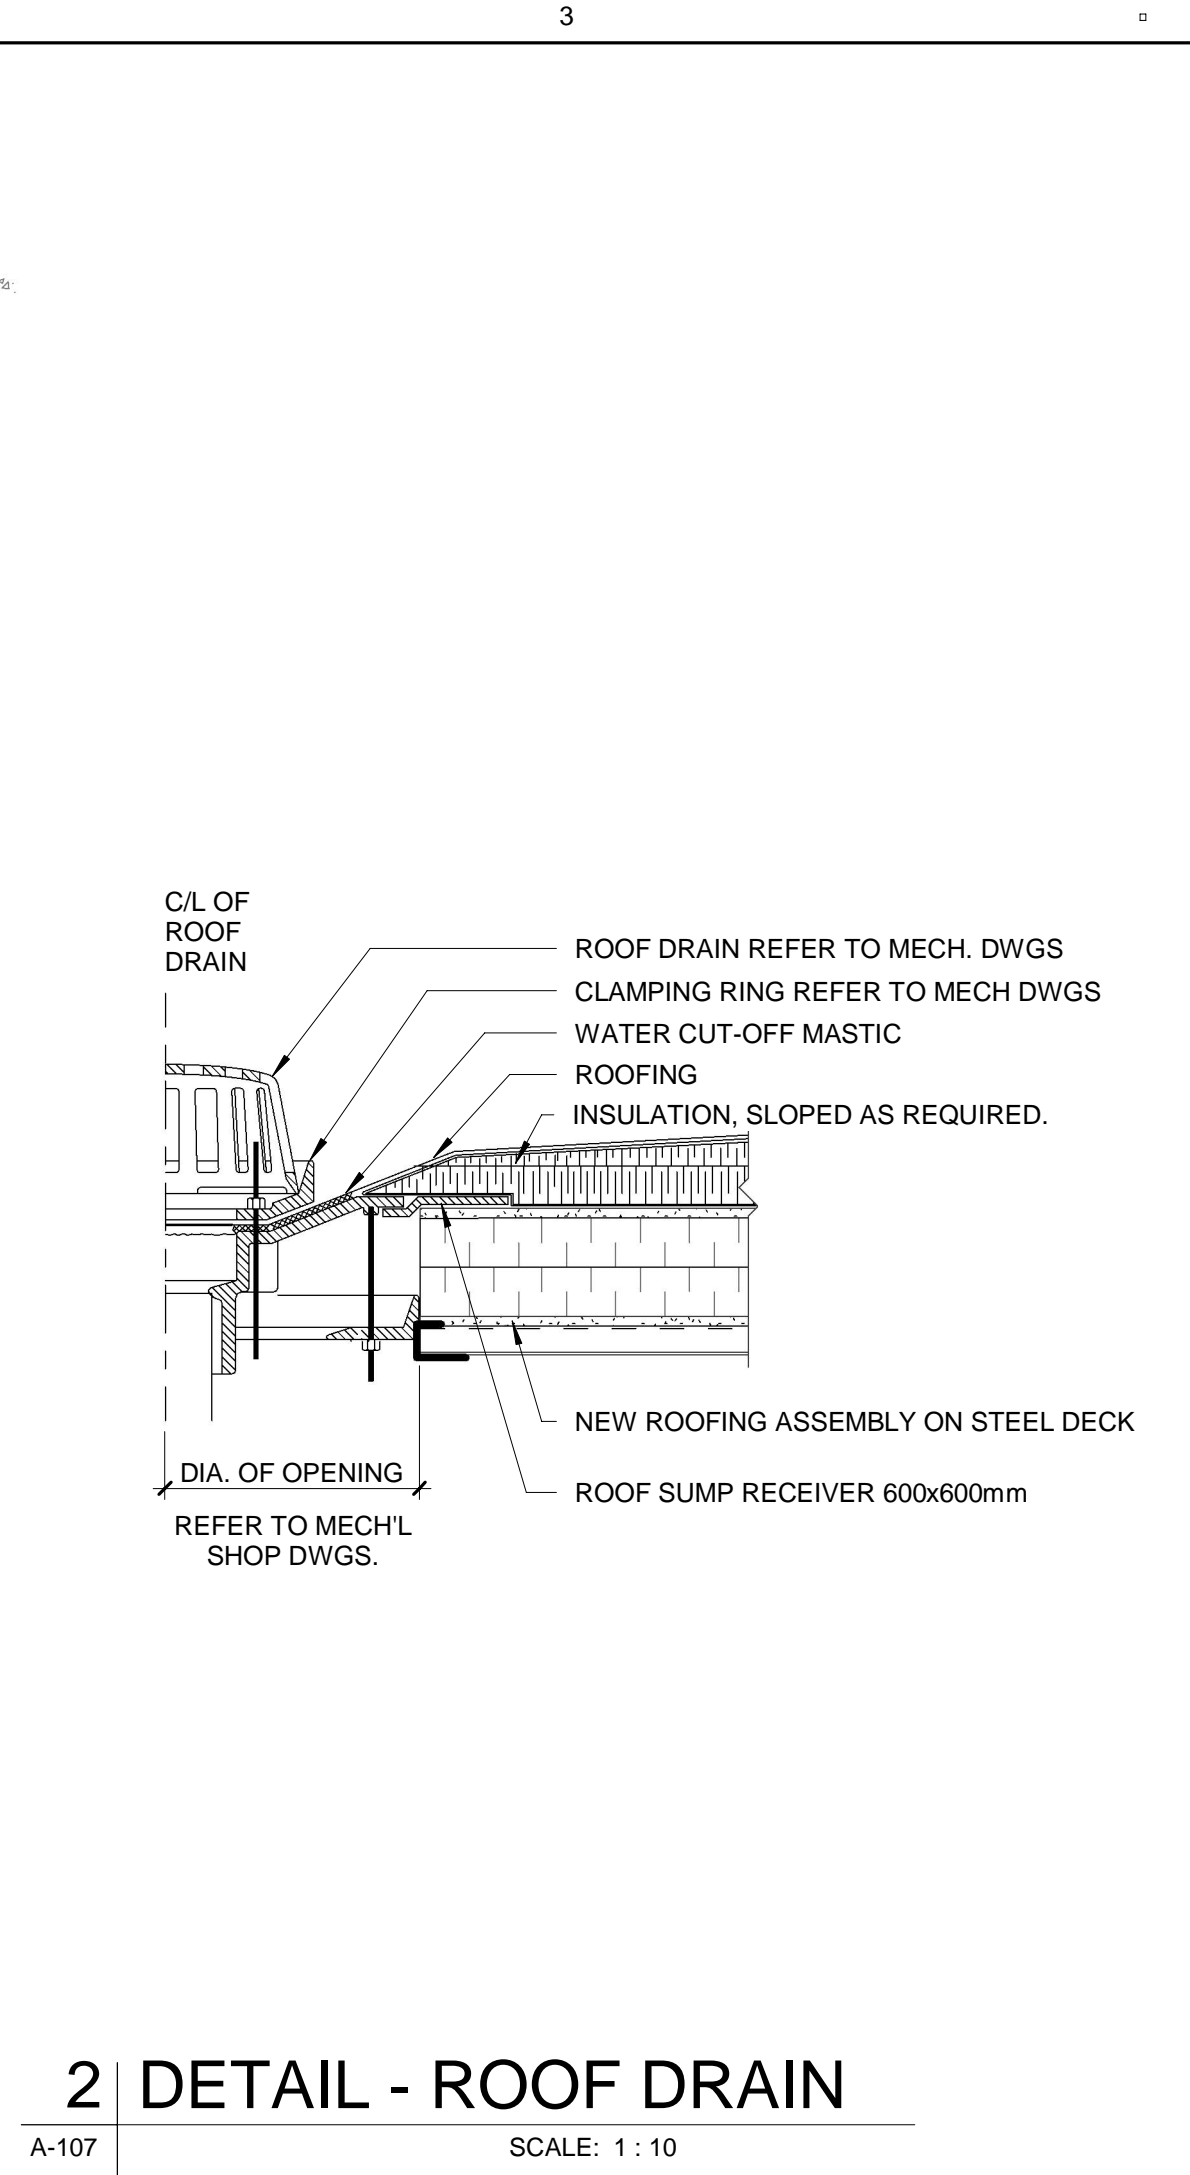 3
C/L OF
ROOF
DRAIN
ROOF DRAIN REFER TO MECH. DWGS
CLAMPING RING REFER TO MECH DWGS
WATER CUT-OFF MASTIC
ROOFING
INSULATION, SLOPED AS REQUIRED.
NEW ROOFING ASSEMBLY ON STEEL DECK
DIA. OF OPENING
ROOF SUMP RECEIVER 600x600mm
REFER TO MECH'L
SHOP DWGS.
2 DETAIL - ROOF DRAIN
A-107 SCALE: 1 : 10